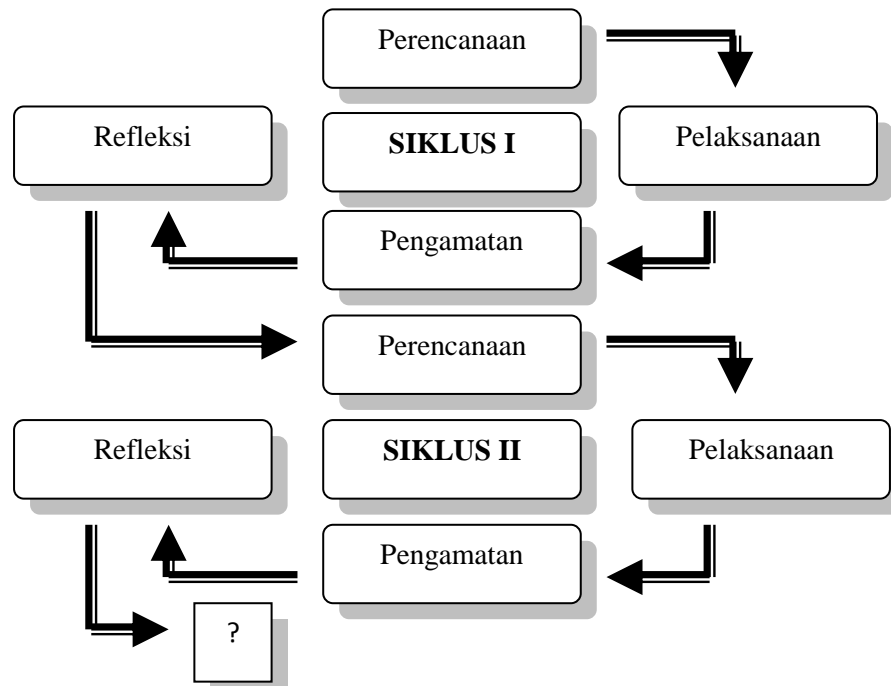 Perencanaan
Refleksi
SIKLUS I
Pelaksanaan
Pengamatan
Perencanaan
Refleksi
SIKLUS II
Pelaksanaan
Pengamatan
?